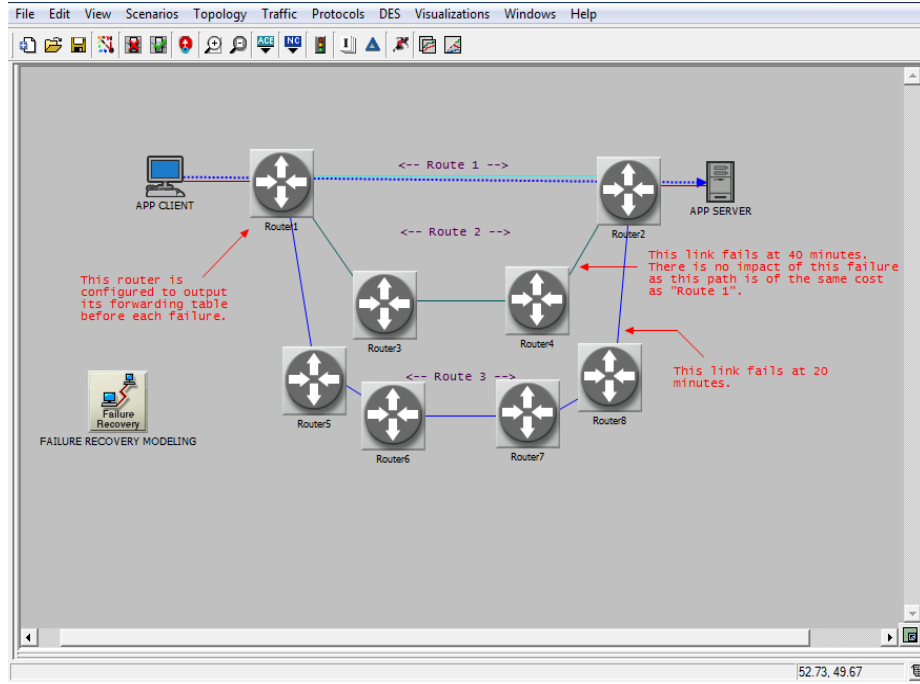 File Edit View Scenarios Topology Traffic Protocols DES Visualizations Windows Help
ACE
NC
<-- Route 1 -->
APP CLIENT
Router1
Router2
APP SERVER
<-- Route 2 -->
This link fails at 40 minutes.
There is no impact of this failure
as this path is of the same cost
as "Route 1".
This router is
configured to output
its forwarding table
before each failure.
Router3
Router4
This link fails at 20
minutes.
<-- Route 3 -->
Router5
Router6
Router7
Router8
Failure
Recovery
FAILURE RECOVERY MODELING
52.73, 49.67